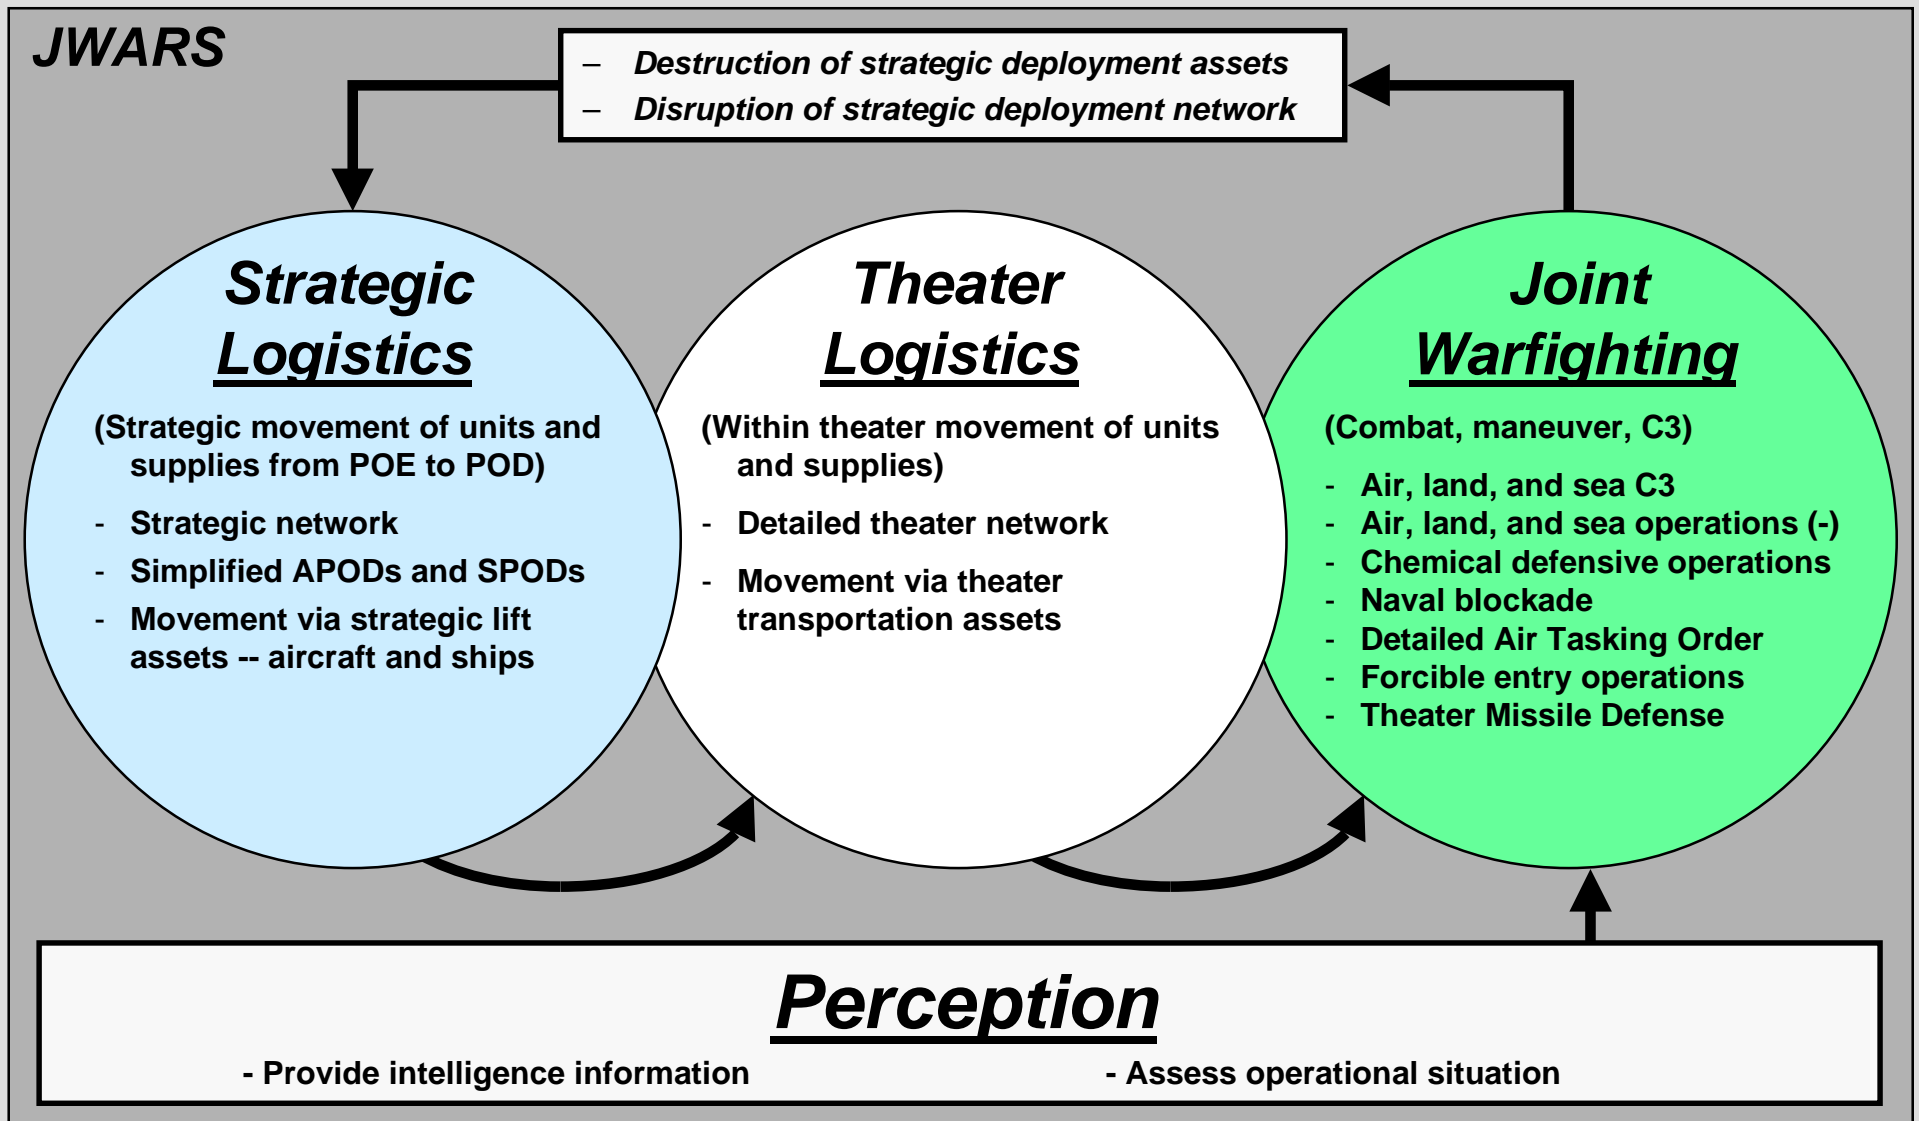 JWARS
– Destruction of strategic deployment assets
– Disruption of strategic deployment network
Strategic
Logistics
(Strategic movement of units and
supplies from POE to POD)
- Strategic network
- Simplified APODs and SPODs
- Movement via strategic lift
assets -- aircraft and ships
Theater
Logistics
(Within theater movement of units
and supplies)
- Detailed theater network
- Movement via theater
transportation assets
Joint
Warfighting
(Combat, maneuver, C3)
- Air, land, and sea C3
- Air, land, and sea operations (-)
- Chemical defensive operations
- Naval blockade
- Detailed Air Tasking Order
- Forcible entry operations
- Theater Missile Defense
Perception
- Provide intelligence information
- Assess operational situation